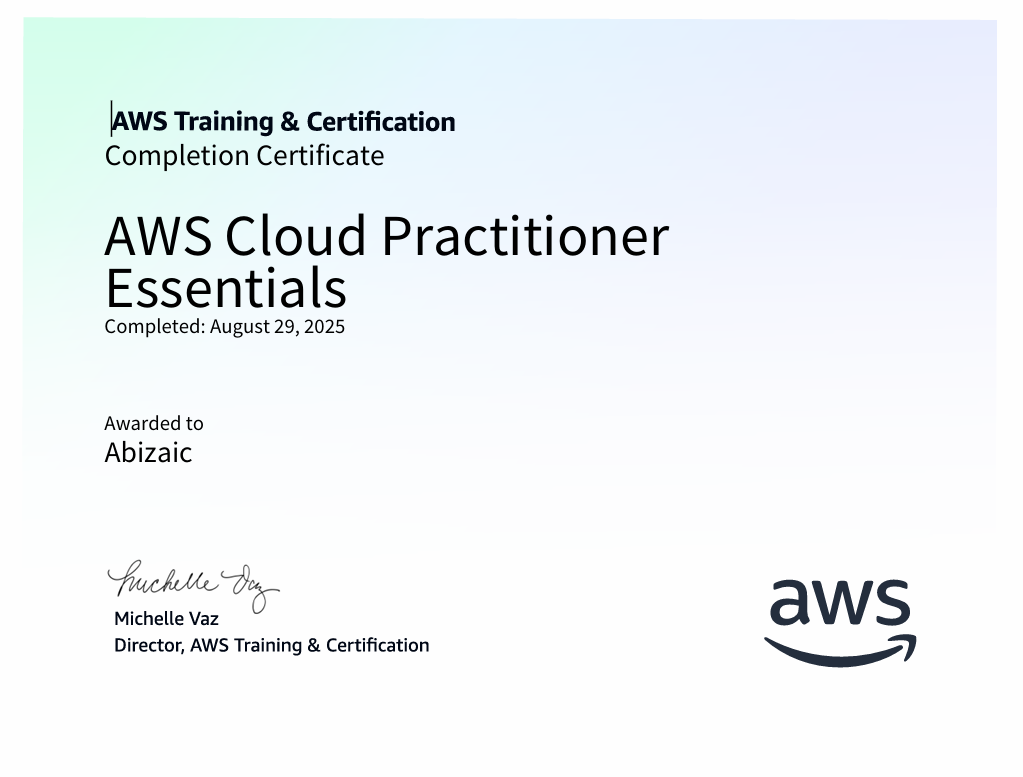 AWS Training & Certification
Completion Certificate
AWS Cloud Practitioner
Essentials
Completed: August 29, 2025
Awarded to
Abizaic
Michelle Vaz
Michelle Vaz
Director, AWS Training & Certification
aws